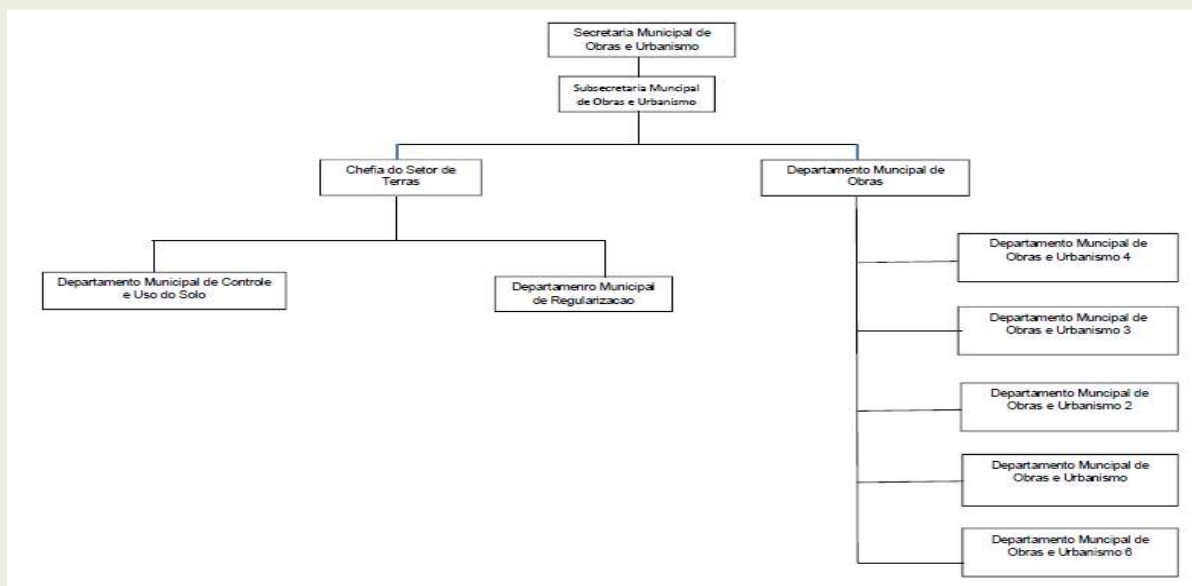 Secretaria Municipal de
Obras e Urbanismo
Subsecretaria Muncipal
de Obras e Urbanismo
Chefia do Setor de
Terras
Departamento Muncipal de
Obras
Departamento Municipal de Controle
e Uso do Solo
Departamenro Municipal
de Regularizacao
Departamento Muncipal de
Obras e Urbanismo 4
Departamento Muncipal de
Obras e Urbanismo 3
Departamento Muncipal de
Obras e Urbanismo 2
Departamento Muncipal de
Obras e Urbanismo
Departamento Muncipal de
Obras e Urbanismo 6